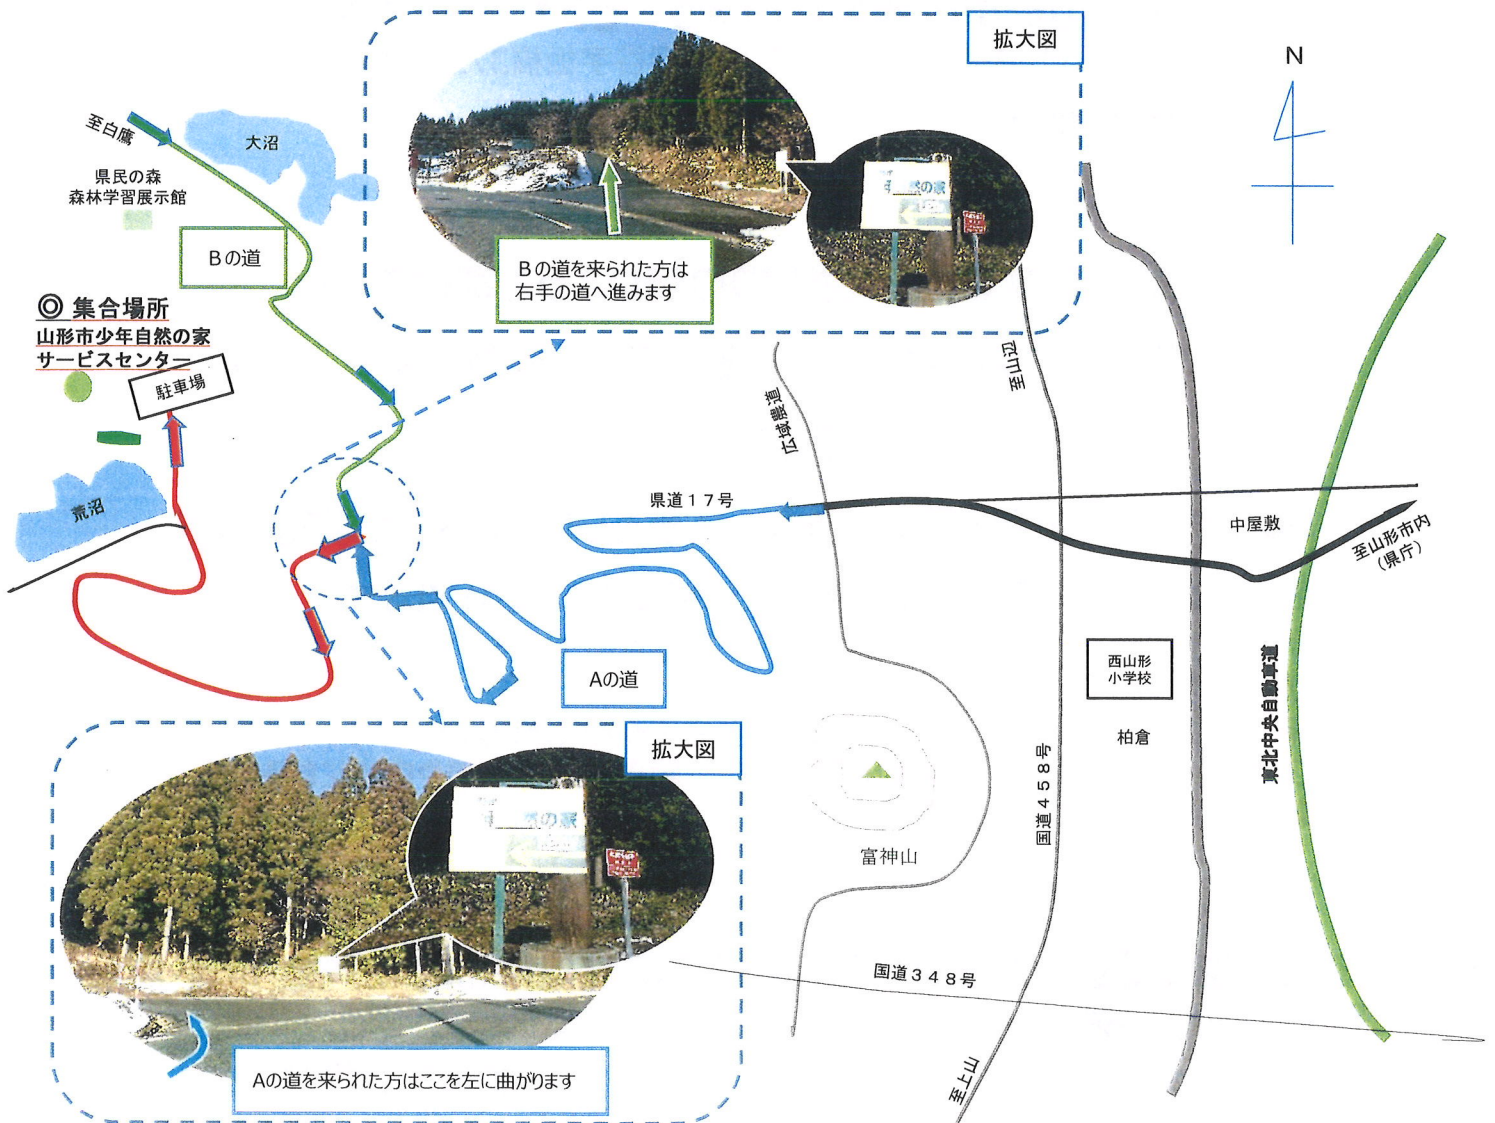 拡大図
N
至白鷹
大沼
県民の森
森林学習展示館
Bの道
Bの道を来られた方は
右手の道へ進みます
然の家
◎ 集合場所
山形市少年自然の家
サービスセンター
駐車場
荒沼
広域農道
至山辺
県道17号
中屋敷
至山形市内
(県庁)
Aの道
西山形
小学校
柏倉
東北中央自動車道
国道458号
富神山
拡大図
然の家
国道348号
至上山
Aの道を来られた方はここを左に曲がります